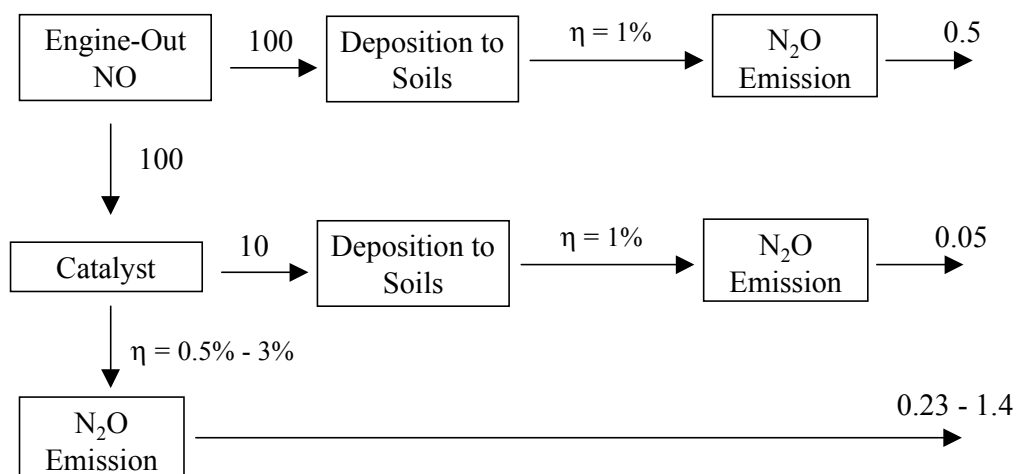 Engine-Out
NO
100
Deposition to
Soils
η = 1%
N₂O
Emission
0.5
100
Catalyst
10
Deposition to
Soils
η = 1%
N₂O
Emission
0.05
η = 0.5% - 3%
N₂O
Emission
0.23 - 1.4